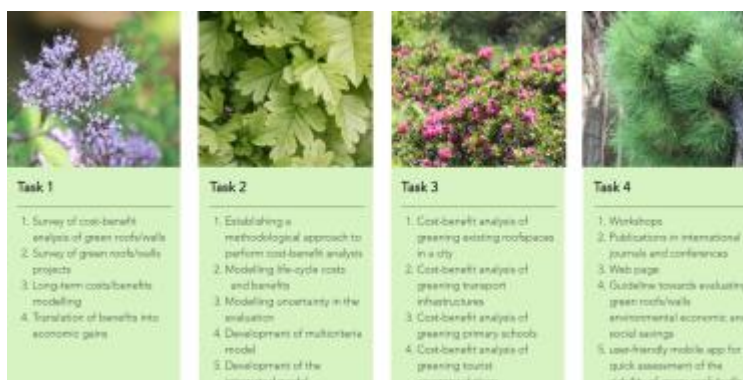 Task 1
1. Survey of cost-benefit
analysis of green roofs/walls
2. Survey of green roofs/walls
projects
3. Long-term costs/benefits
modelling
4. Translation of benefits into
economic gains
Task 2
1. Establishing a
methodological approach to
perform cost-benefit analysis
2. Modelling life-cycle costs
and benefits
3. Modelling uncertainty in the
evaluation
4. Development of multicriteria
model
5. Development of the
Task 3
1. Cost-benefit analysis of
greening existing roofspaces
in a city
2. Cost-benefit analysis of
greening transport
infrastructures
3. Cost-benefit analysis of
greening primary schools
4. Cost-benefit analysis of
greening tourist
Task 4
1. Workshops
2. Publications in international
journals and conferences
3. Web page
4. Guideline towards evaluating
green roofs/walls
environmental economic and
social savings
5. user-friendly mobile app for
quick assessment of the